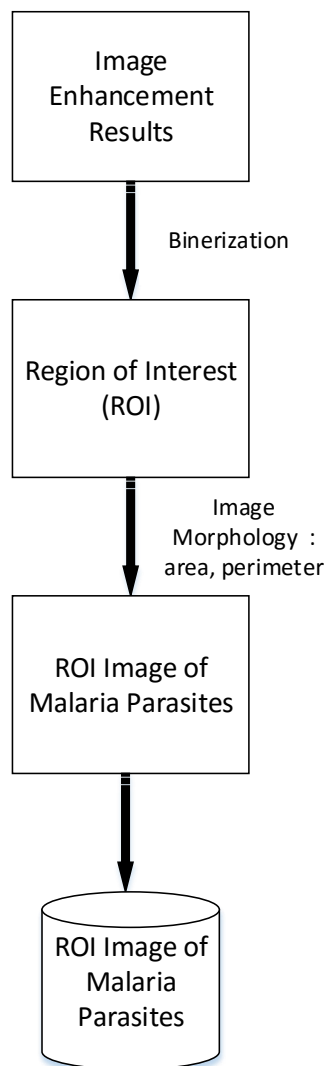 Image
Enhancement
Results
Binerization
Region of Interest
(ROI)
Image
Morphology :
area, perimeter
ROI Image of
Malaria Parasites
ROI Image of
Malaria
Parasites